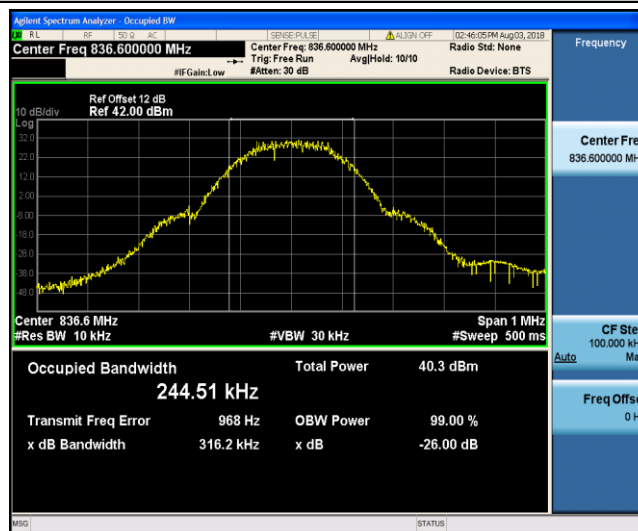 Agilent Spectrum Analyzer - Occupied BW
RL RF 50 Ω AC SENSE:PULSE ALIGN OFF 02:46:05PM Aug 03, 2018
Center Freq 836.600000 MHz Center Freq: 836.600000 MHz Radio Std: None
Trig: Free Run Avg|Hold: 10/10
#IFGain:Low #Atten: 30 dB Radio Device: BTS
Frequency
Ref Offset 12 dB
10 dB/div Ref 42.00 dBm
Log
32.0
22.0
12.0
2.00
-8.00
-18.0
-28.0
-38.0
-48.0
Center 836.6 MHz Span 1 MHz
#Res BW 10 kHz #VBW 30 kHz #Sweep 500 ms
Occupied Bandwidth Total Power 40.3 dBm
244.51 kHz
Transmit Freq Error 968 Hz OBW Power 99.00 %
x dB Bandwidth 316.2 kHz x dB -26.00 dB
Center Fre
836.600000 MH
CF Ste
100.000 kH
Auto Ma
Freq Offse
0 H
MSG STATUS